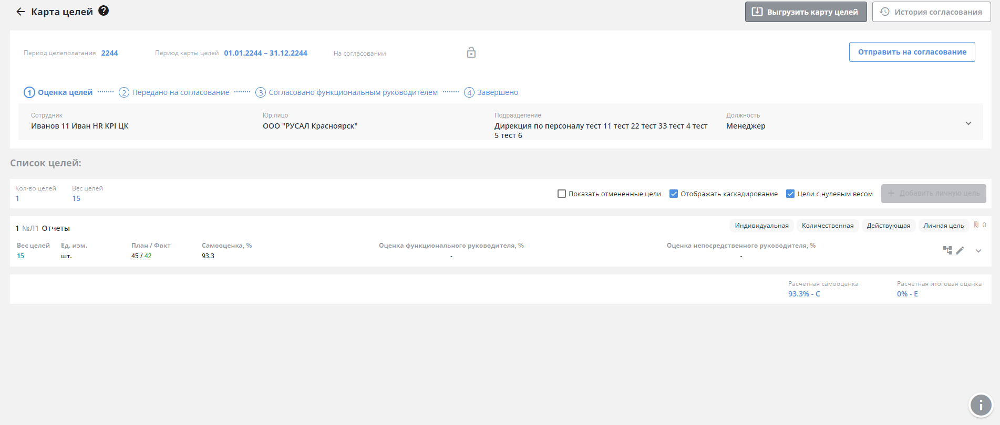 Карта целей
Выгрузить карту целей
История согласования
Период целеполагания 2244
Период карты целей 01.01.2244 – 31.12.2244
На согласовании
Отправить на согласование
1 Оценка целей
2 Передано на согласование
3 Согласовано функциональным руководителем
4 Завершено
Сотрудник
Иванов 11 Иван HR KPI ЦК
Юр.лицо
ООО "РУСАЛ Красноярск"
Подразделение
Дирекция по персоналу тест 11 тест 22 тест 33 тест 4 тест
5 тест 6
Должность
Менеджер
Список целей:
Кол-во целей
1
Вес целей
15
Показать отмененные цели
Отображать каскадирование
Цели с нулевым весом
+ Добавить личную цель
1 №Л1 Отчеты
Индивидуальная
Количественная
Действующая
Личная цель
0
Вес целей
15
Ед. изм.
шт.
План / Факт
45 / 42
Самооценка, %
93.3
Оценка функционального руководителя, %
-
Оценка непосредственного руководителя, %
-
Расчетная самооценка
93.3% - C
Расчетная итоговая оценка
0% - E